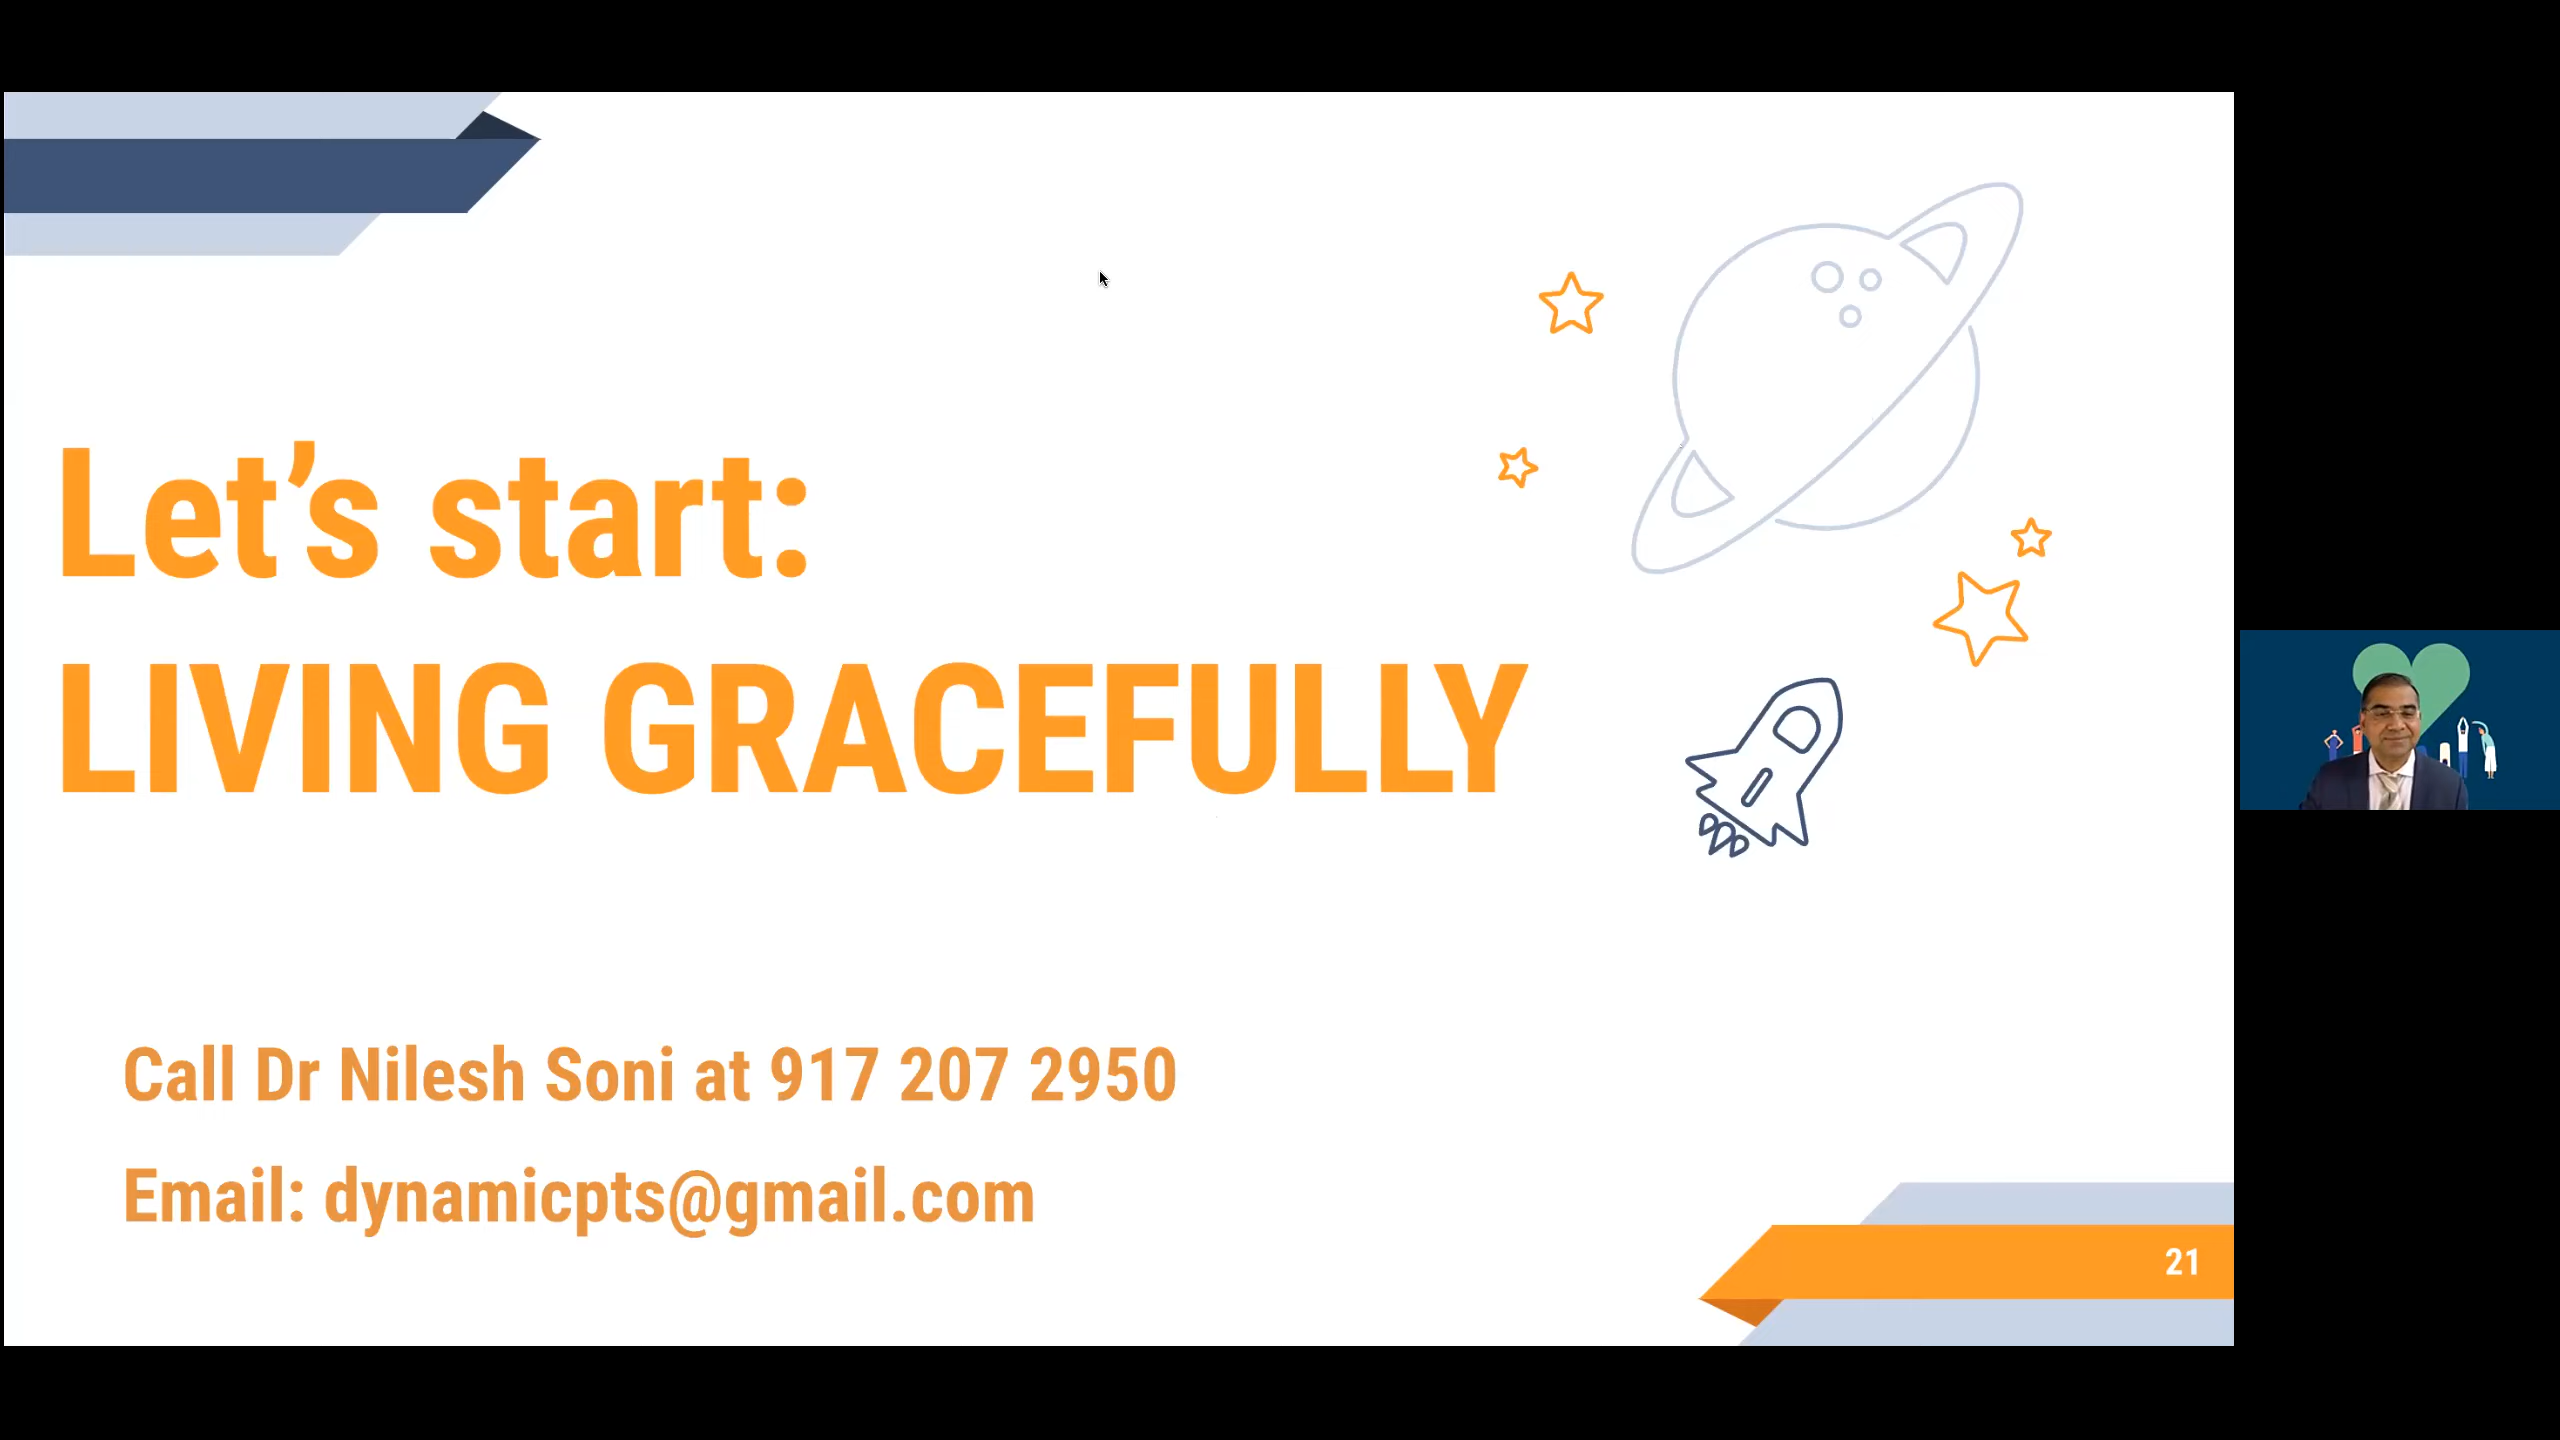 Let’s start:
LIVING GRACEFULLY
Call Dr Nilesh Soni at 917 207 2950
Email: dynamicpts@gmail.com
21